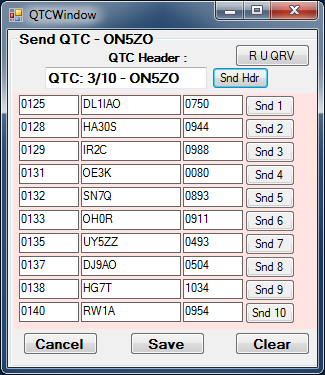 QTCWindow
Send QTC - ON5ZO
QTC Header :
R U QRV
QTC: 3/10 - ON5ZO Snd Hdr
0125 DL1IAO 0750 Snd 1
0128 HA30S 0944 Snd 2
0129 IR2C 0988 Snd 3
0131 OE3K 0080 Snd 4
0132 SN7Q 0893 Snd 5
0133 OH0R 0911 Snd 6
0135 UY5ZZ 0493 Snd 7
0137 DJ9AO 0504 Snd 8
0138 HG7T 1034 Snd 9
0140 RW1A 0954 Snd 10
Cancel Save Clear